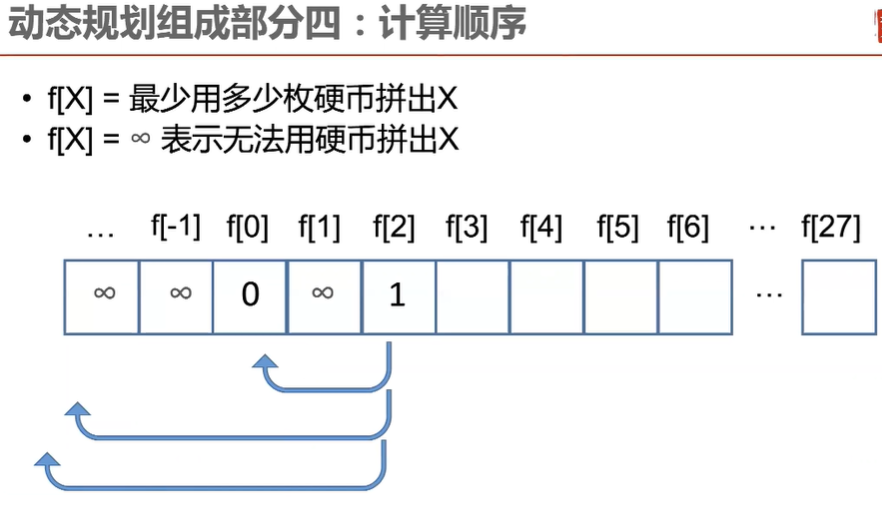 动态规划组成部分四：计算顺序
• f[X] = 最少用多少枚硬币拼出X
• f[X] = ∞ 表示无法用硬币拼出X
… f[-1] f[0] f[1] f[2] f[3] f[4] f[5] f[6] … f[27]
∞ ∞ 0 ∞ 1 …